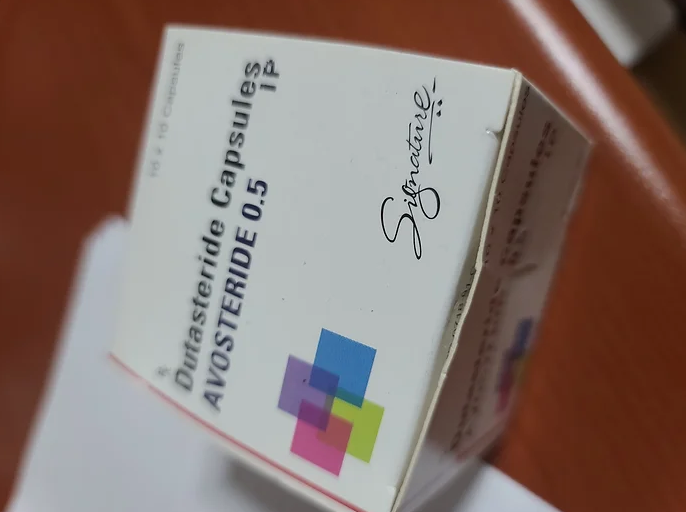 10 x 10 Capsules
℞
Dutasteride Capsules
IP
AVOSTERIDE 0.5
Signature